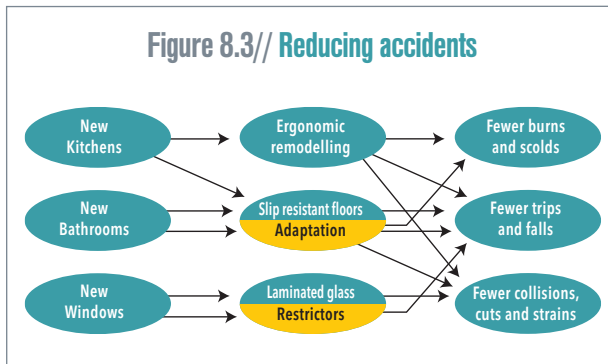 Figure 8.3// Reducing accidents
New
Kitchens
Ergonomic
remodelling
Fewer burns
and scolds
New
Bathrooms
Slip resistant floors
Adaptation
Fewer trips
and falls
New
Windows
Laminated glass
Restrictors
Fewer collisions,
cuts and strains